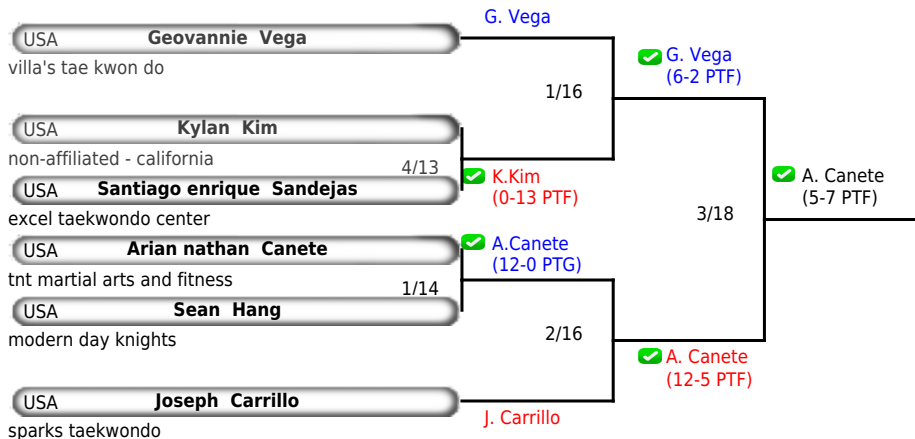 G. Vega
USA Geovannie Vega
villa's tae kwon do
G. Vega
(6-2 PTF)
1/16
USA Kylan Kim
non-affiliated - california
4/13
K.Kim
(0-13 PTF)
USA Santiago enrique Sandejas
excel taekwondo center
A. Canete
(5-7 PTF)
3/18
USA Arian nathan Canete
tnt martial arts and fitness
A.Canete
(12-0 PTG)
1/14
USA Sean Hang
modern day knights
2/16
A. Canete
(12-5 PTF)
USA Joseph Carrillo
sparks taekwondo
J. Carrillo